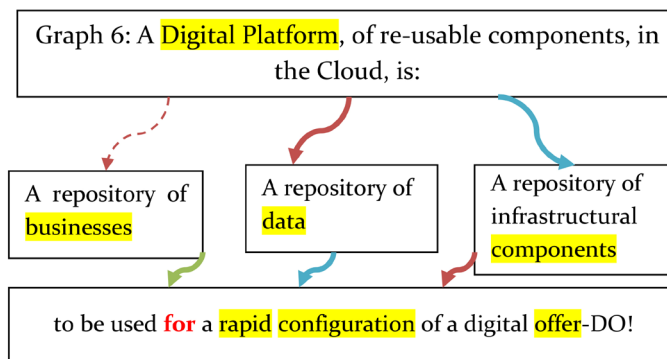 Graph 6: A Digital Platform, of re-usable components, in
the Cloud, is:
A repository of
businesses
A repository of
data
A repository of
infrastructural
components
to be used for a rapid configuration of a digital offer-DO!